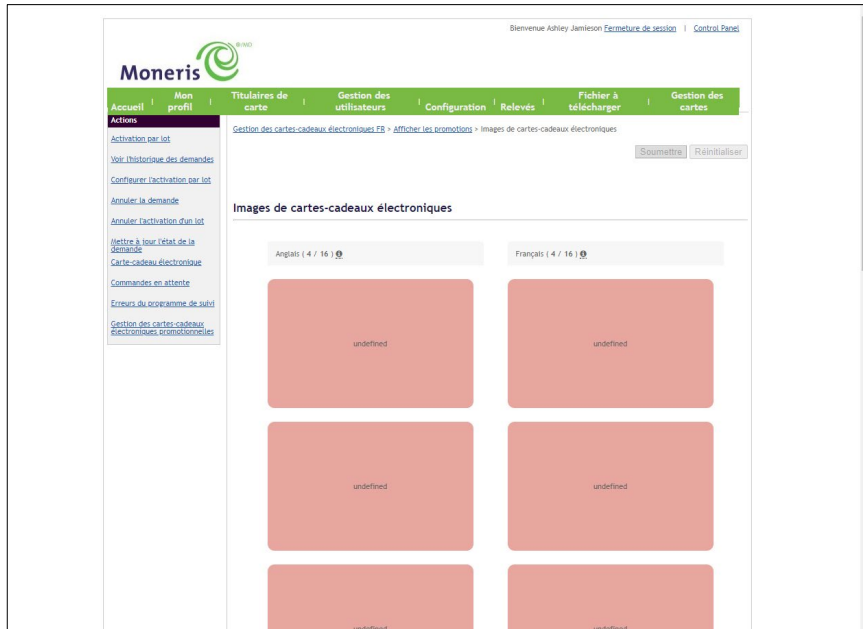 Bienvenue Ashley Jamieson Fermeture de session | Control Panel
Moneris
®/MD
Accueil | Mon profil | Titulaires de carte | Gestion des utilisateurs | Configuration | Relevés | Fichier à télécharger | Gestion des cartes
Actions
Activation par lot
Voir l'historique des demandes
Configurer l'activation par lot
Annuler la demande
Annuler l'activation d'un lot
Mettre à jour l'état de la
demande
Carte-cadeau électronique
Commandes en attente
Erreurs du programme de suivi
Gestion des cartes-cadeaux
électroniques promotionnelles
Gestion des cartes-cadeaux électroniques FR > Afficher les promotions > Images de cartes-cadeaux électroniques
Soumettre Réinitialiser
Images de cartes-cadeaux électroniques
Anglais ( 4 / 16 )
Français ( 4 / 16 )
undefined
undefined
undefined
undefined
undefined
undefined